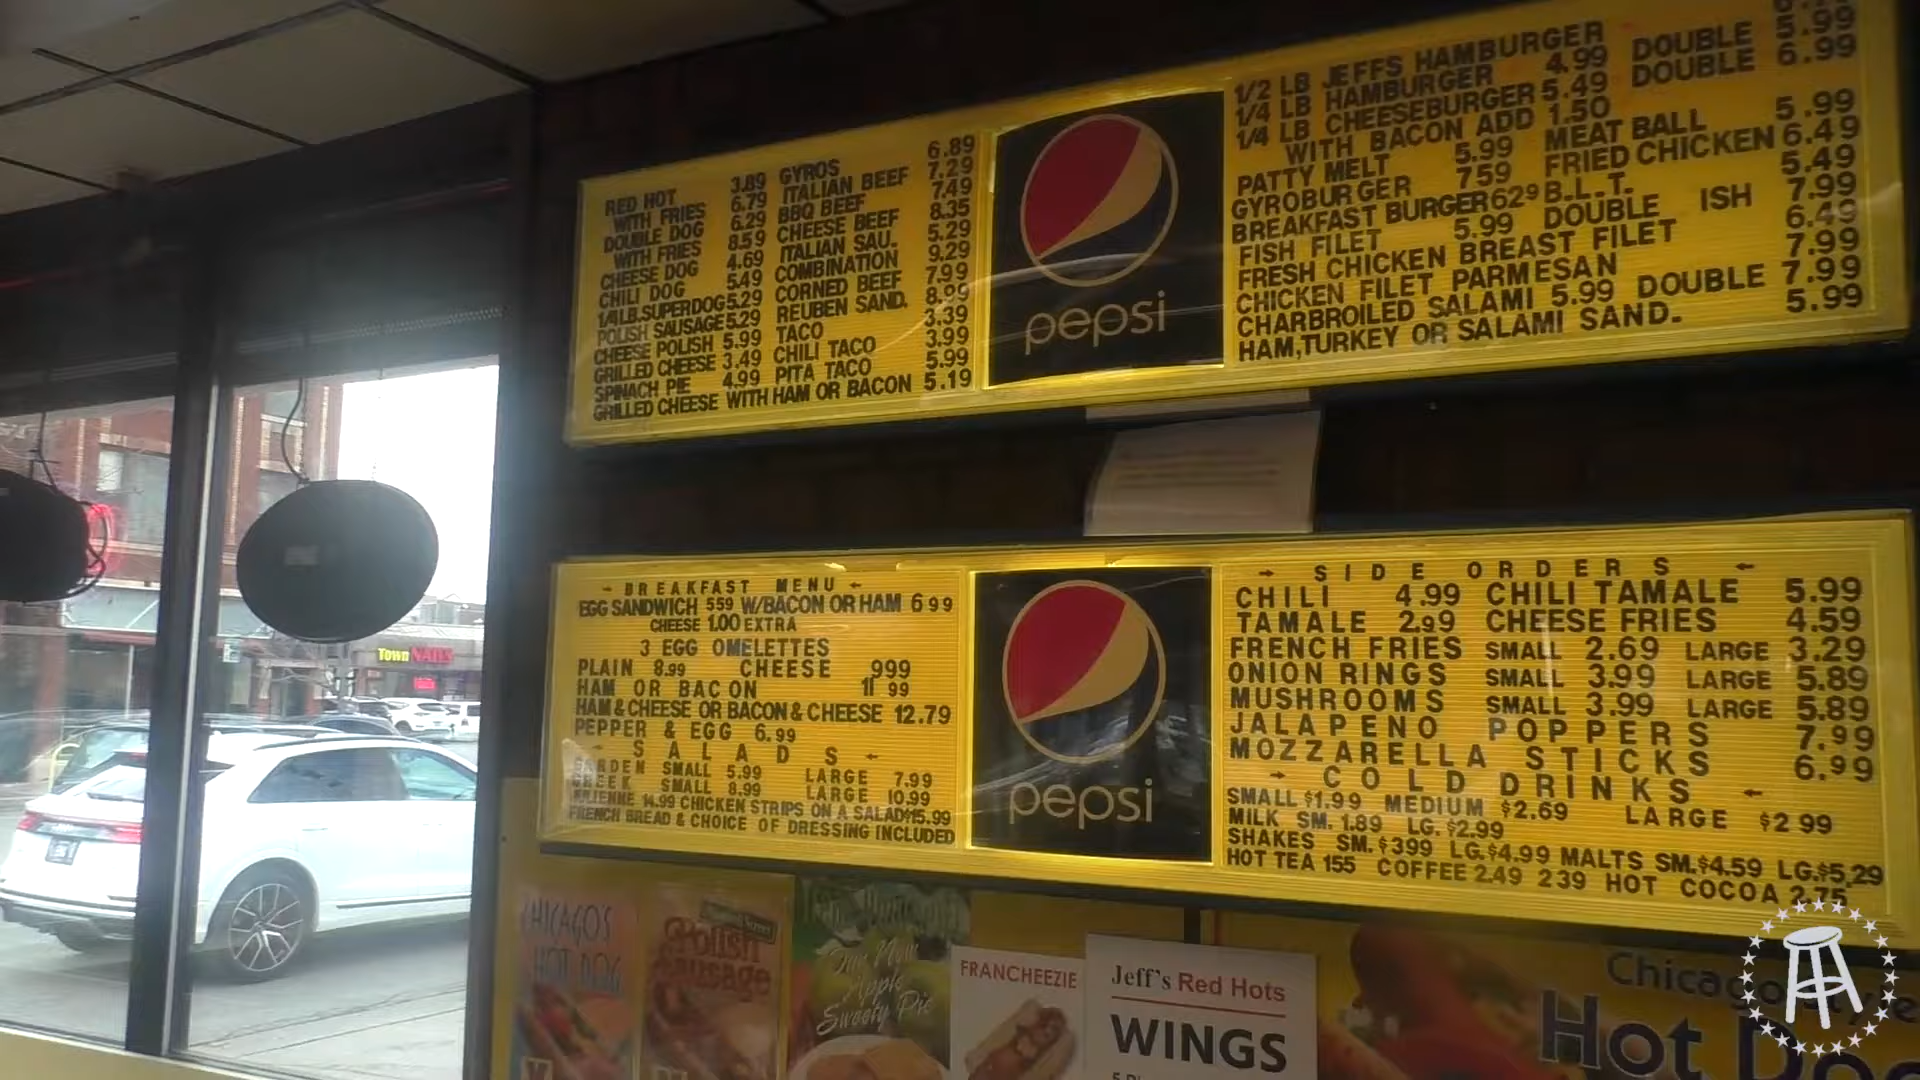 RED HOT 3.89 GYROS 6.89
WITH FRIES 6.79 ITALIAN BEEF 7.29
DOUBLE DOG 6.29 BBQ BEEF 7.49
WITH FRIES 8.59 CHEESE BEEF 8.35
CHEESE DOG 4.69 ITALIAN SAU. 5.29
CHILI DOG 5.49 COMBINATION 9.29
1/4LB.SUPERDOG 5.29 CORNED BEEF 7.99
POLISH SAUSAGE 5.29 REUBEN SAND. 8.99
CHEESE POLISH 5.99 TACO 3.39
GRILLED CHEESE 3.49 CHILI TACO 3.99
SPINACH PIE 4.99 PITA TACO 5.99
GRILLED CHEESE WITH HAM OR BACON 5.19
pepsi
1/2 LB JEFFS HAMBURGER
1/4 LB HAMBURGER 4.99 DOUBLE 5.99
1/4 LB CHEESEBURGER 5.49 DOUBLE 6.99
WITH BACON ADD 1.50
PATTY MELT 5.99 MEAT BALL 5.99
GYROBURGER 759 FRIED CHICKEN 6.49
BREAKFAST BURGER 629 B.L.T. 5.49
FISH FILET 5.99 DOUBLE ISH 7.99
FRESH CHICKEN BREAST FILET 6.49
CHICKEN FILET PARMESAN 7.99
CHARBROILED SALAMI 5.99 DOUBLE 7.99
HAM,TURKEY OR SALAMI SAND. 5.99
BREAKFAST MENU
EGG SANDWICH 559 W/BACON OR HAM 699
CHEESE 1.00 EXTRA
3 EGG OMELETTES
PLAIN 8.99 CHEESE 999
HAM OR BACON 11 99
HAM & CHEESE OR BACON & CHEESE 12.79
PEPPER & EGG 6.99
SALADS
SMALL 5.99 LARGE 7.99
SMALL 8.99 LARGE 10.99
14.99 CHICKEN STRIPS ON A SALAD $15.99
FRENCH BREAD & CHOICE OF DRESSING INCLUDED
pepsi
SIDE ORDERS
CHILI 4.99 CHILI TAMALE 5.99
TAMALE 2.99 CHEESE FRIES 4.59
FRENCH FRIES SMALL 2.69 LARGE 3.29
ONION RINGS SMALL 3.99 LARGE 5.89
MUSHROOMS SMALL 3.99 LARGE 5.89
JALAPENO POPPERS 7.99
MOZZARELLA STICKS 6.99
COLD DRINKS
SMALL $1.99 MEDIUM $2.69 LARGE $2 99
MILK SM. 1.89 LG. $2.99
SHAKES SM. $399 LG.$4.99 MALTS SM.$4.59 LG.$5.29
HOT TEA 155 COFFEE 2.49 239 HOT COCOA 2.75
Town NAILS
CHICAGO'S
HOT DOG
Polish
Sausage
FRANCHEEZIE
Jeff's Red Hots
WINGS
Hot